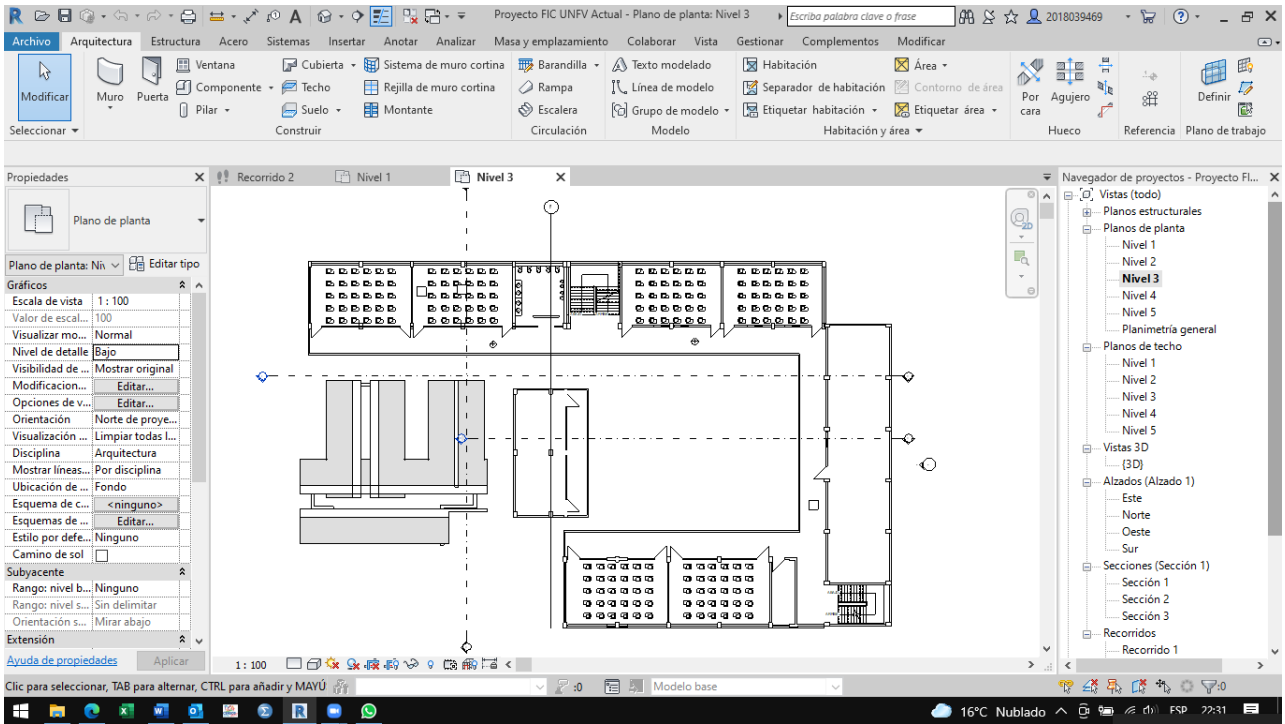 Proyecto FIC UNFV Actual - Plano de planta: Nivel 3
Escriba palabra clave o frase
2018039469
Archivo Arquitectura Estructura Acero Sistemas Insertar Anotar Analizar Masa y emplazamiento Colaborar Vista Gestionar Complementos Modificar
Modificar
Muro
Puerta
Ventana
Componente
Pilar
Cubierta
Techo
Suelo
Sistema de muro cortina
Rejilla de muro cortina
Montante
Barandilla
Rampa
Escalera
Texto modelado
Línea de modelo
Grupo de modelo
Habitación
Separador de habitación
Etiquetar habitación
Área
Contorno de área
Etiquetar área
Por cara
Agujero
Definir
Seleccionar
Construir
Circulación
Modelo
Habitación y área
Hueco
Referencia
Plano de trabajo
Propiedades
Recorrido 2
Nivel 1
Nivel 3
Navegador de proyectos - Proyecto FI...
Plano de planta
Plano de planta: Niv
Editar tipo
Gráficos
Escala de vista 1 : 100
Valor de escal... 100
Visualizar mo... Normal
Nivel de detalle Bajo
Visibilidad de ... Mostrar original
Modificacion... Editar...
Opciones de v... Editar...
Orientación Norte de proye...
Visualización ... Limpiar todas l...
Disciplina Arquitectura
Mostrar líneas... Por disciplina
Ubicación de ... Fondo
Esquema de c... <ninguno>
Esquemas de ... Editar...
Estilo por defe... Ninguno
Camino de sol
Subyacente
Rango: nivel b... Ninguno
Rango: nivel s... Sin delimitar
Orientación s... Mirar abajo
Extensión
Ayuda de propiedades
Aplicar
Vistas (todo)
Planos estructurales
Planos de planta
Nivel 1
Nivel 2
Nivel 3
Nivel 4
Nivel 5
Planimetría general
Planos de techo
Nivel 1
Nivel 2
Nivel 3
Nivel 4
Nivel 5
Vistas 3D
{3D}
Alzados (Alzado 1)
Este
Norte
Oeste
Sur
Secciones (Sección 1)
Sección 1
Sección 2
Sección 3
Recorridos
Recorrido 1
2D
1 : 100
Clic para seleccionar, TAB para alternar, CTRL para añadir y MAYÚ
:0
Modelo base
:0
16°C Nublado
ESP
22:31